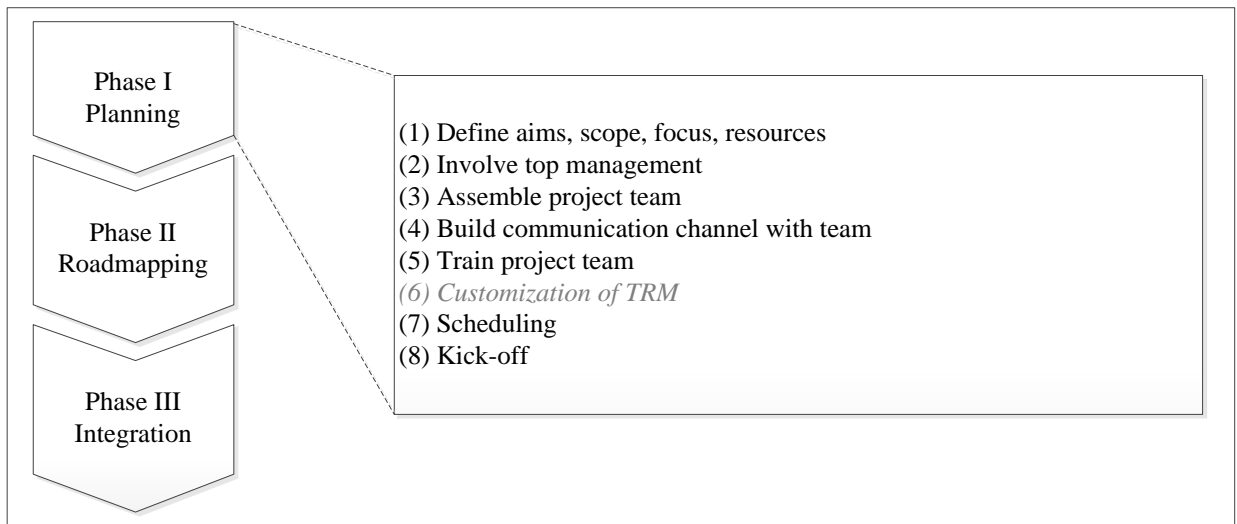 Phase I
Planning
Phase II
Roadmapping
Phase III
Integration
(1) Define aims, scope, focus, resources
(2) Involve top management
(3) Assemble project team
(4) Build communication channel with team
(5) Train project team
(6) Customization of TRM
(7) Scheduling
(8) Kick-off